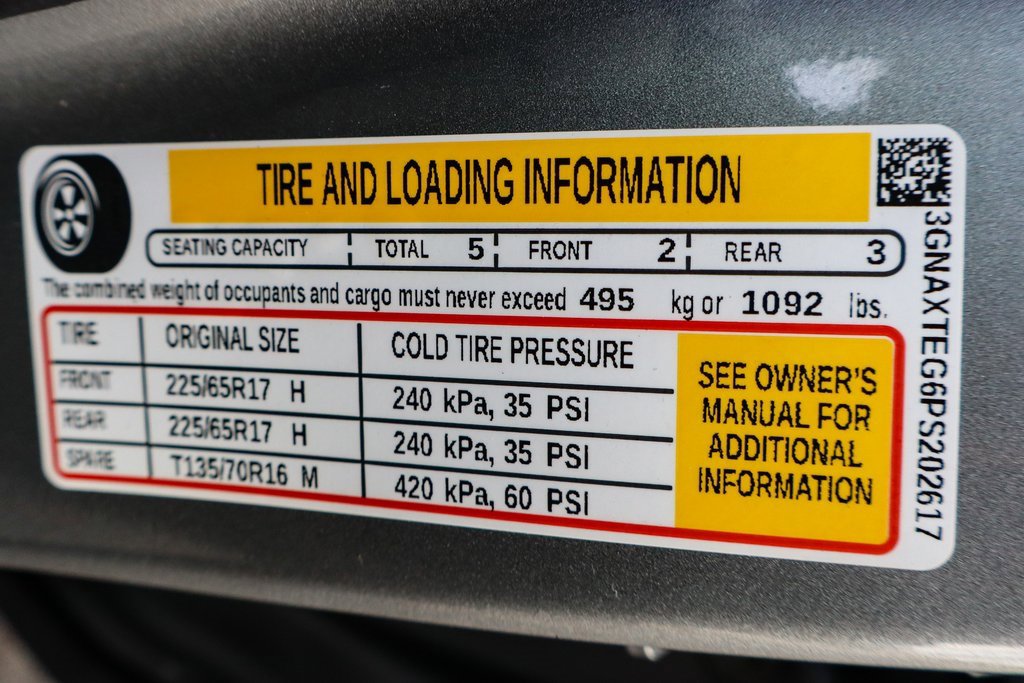 TIRE AND LOADING INFORMATION
SEATING CAPACITY TOTAL 5 FRONT 2 REAR 3
The combined weight of occupants and cargo must never exceed 495 kg or 1092 lbs.
TIRE ORIGINAL SIZE COLD TIRE PRESSURE
FRONT 225/65R17 H 240 kPa, 35 PSI
REAR 225/65R17 H 240 kPa, 35 PSI
SPARE T135/70R16 M 420 kPa, 60 PSI
SEE OWNER'S
MANUAL FOR
ADDITIONAL
INFORMATION
3GNAXTEG6PS202617